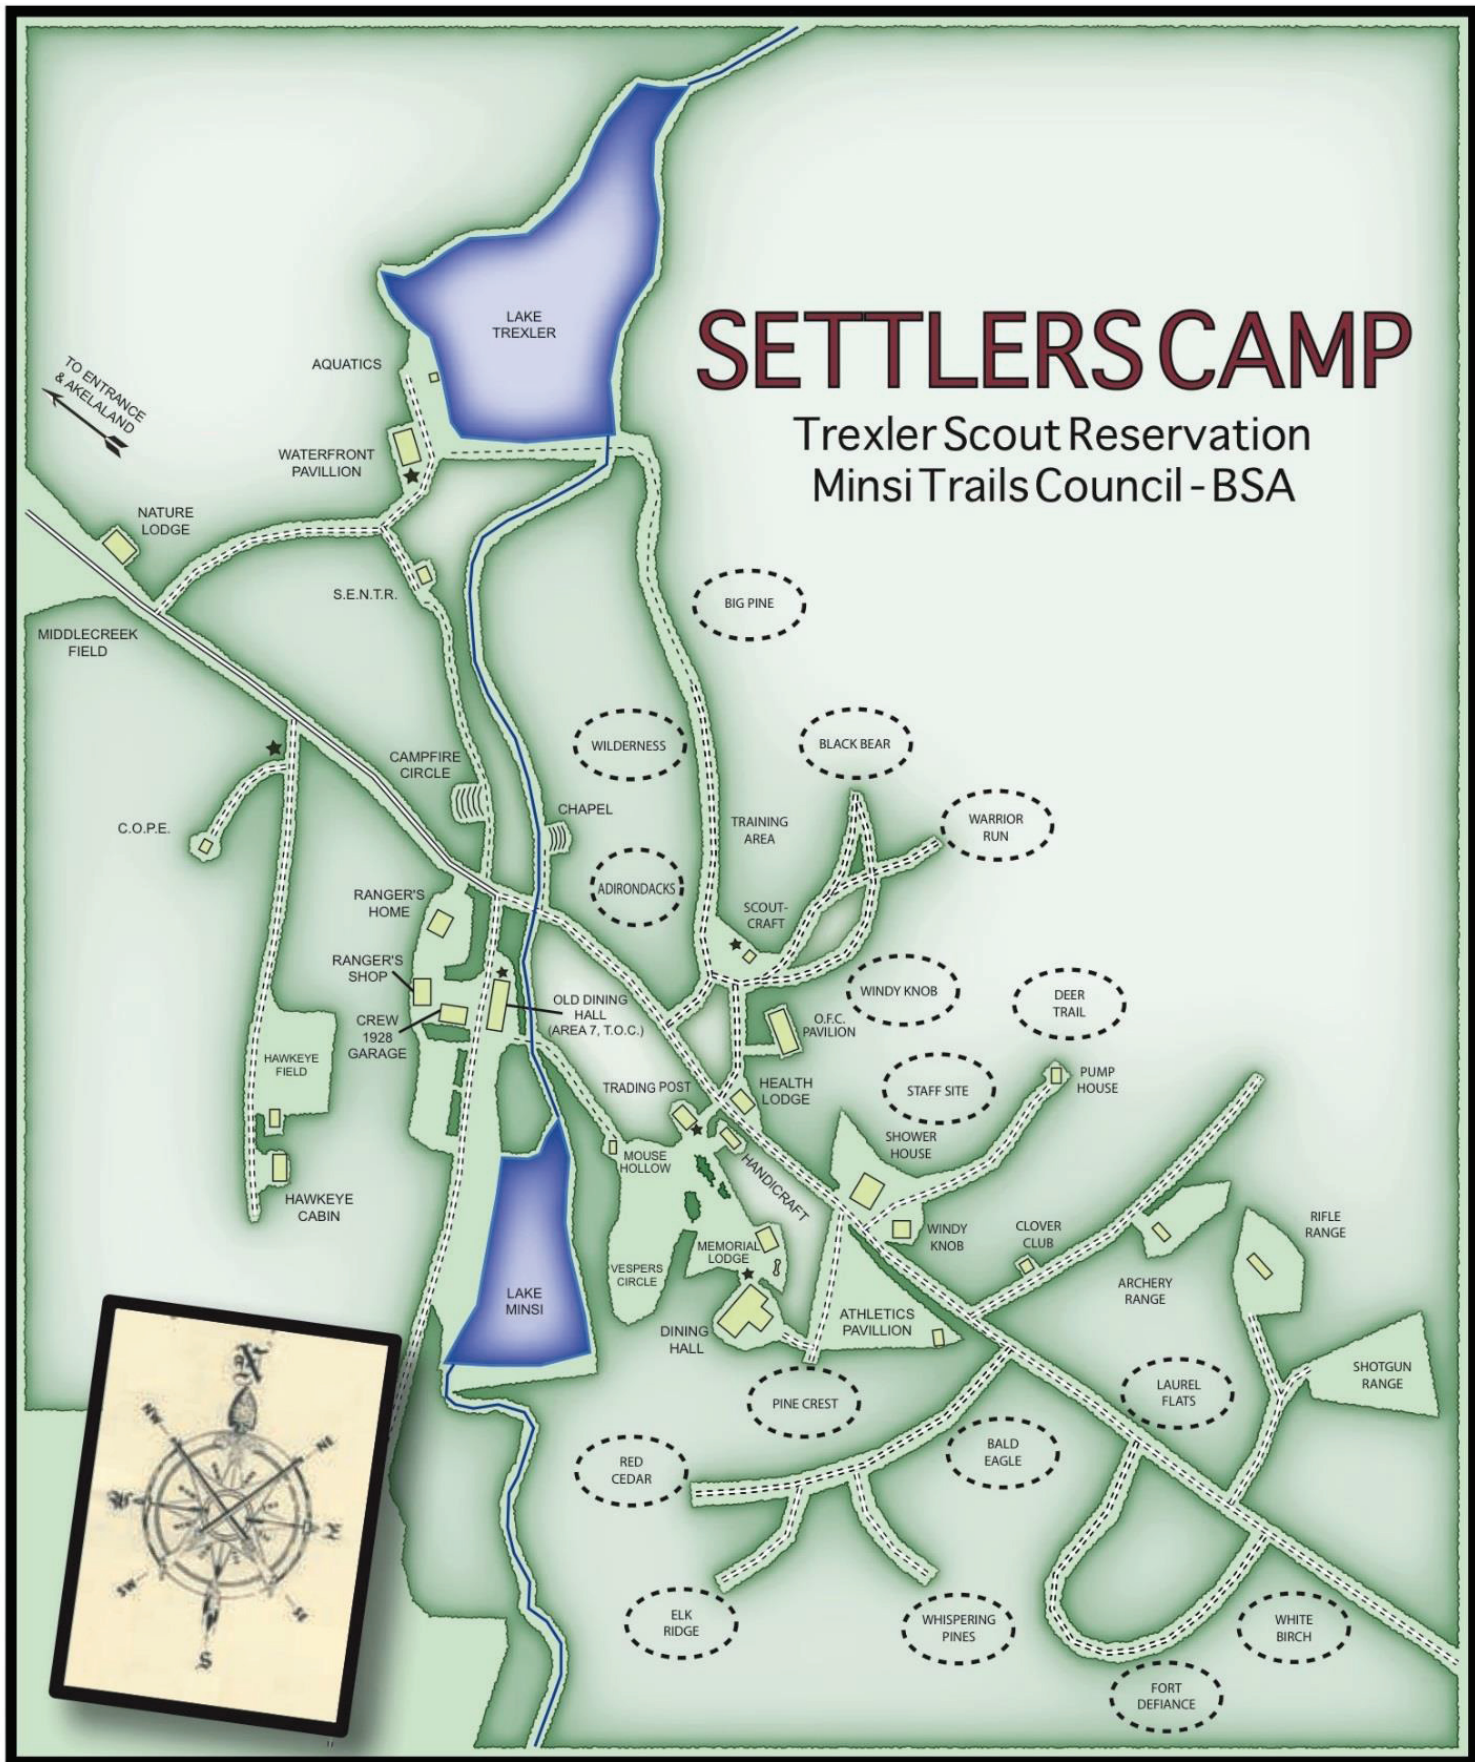 SETTLERS CAMP
Trexler Scout Reservation
Minsi Trails Council - BSA
LAKE
TREXLER
AQUATICS
TO ENTRANCE
& AKELALAND
WATERFRONT
PAVILLION
NATURE
LODGE
S.E.N.T.R.
MIDDLECREEK
FIELD
BIG PINE
WILDERNESS
BLACK BEAR
CAMPFIRE
CIRCLE
CHAPEL
C.O.P.E.
TRAINING
AREA
WARRIOR
RUN
ADIRONDACKS
RANGER'S
HOME
SCOUT-
CRAFT
RANGER'S
SHOP
WINDY KNOB
DEER
TRAIL
OLD DINING
HALL
(AREA 7, T.O.C.)
CREW
1928
GARAGE
O.F.C.
PAVILION
HAWKEYE
FIELD
TRADING POST
HEALTH
LODGE
STAFF SITE
PUMP
HOUSE
SHOWER
HOUSE
MOUSE
HOLLOW
HANDICRAFT
HAWKEYE
CABIN
WINDY
KNOB
CLOVER
CLUB
RIFLE
RANGE
MEMORIAL
LODGE
VESPERS
CIRCLE
ARCHERY
RANGE
LAKE
MINSI
DINING
HALL
ATHLETICS
PAVILLION
SHOTGUN
RANGE
LAUREL
FLATS
PINE CREST
BALD
EAGLE
RED
CEDAR
ELK
RIDGE
WHISPERING
PINES
WHITE
BIRCH
FORT
DEFIANCE
N
NW
NE
SW
S